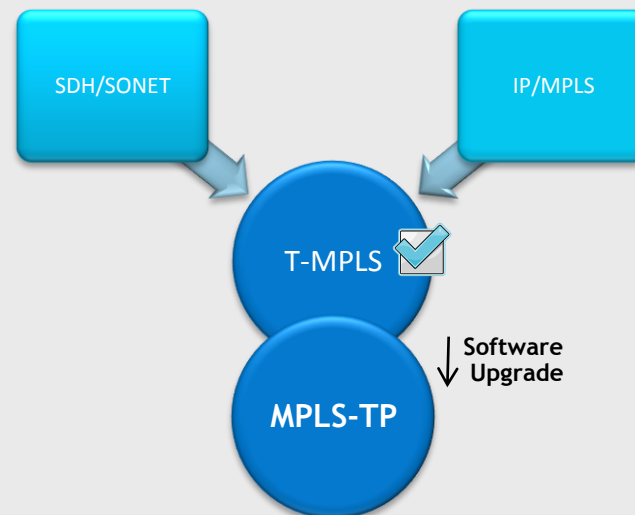 SDH/SONET
IP/MPLS
T-MPLS
Software
Upgrade
MPLS-TP